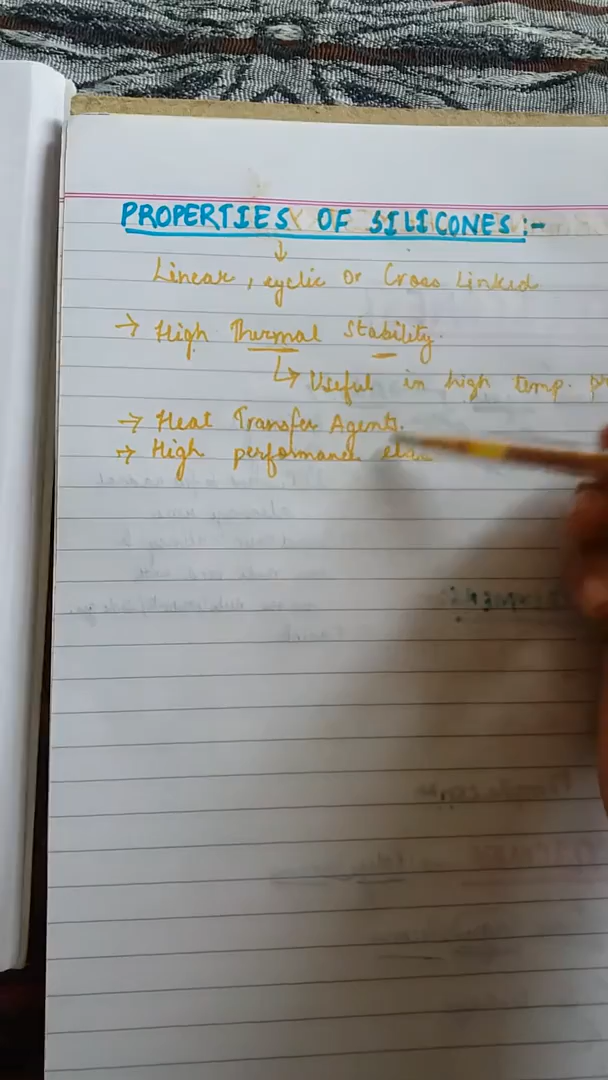 PROPERTIES OF SILICONES :-
↓
Linear, cyclic or Cross Linked
→ High Thermal Stability.
↳ Useful in high temp.
→ Heat Transfer Agents.
→ High performance